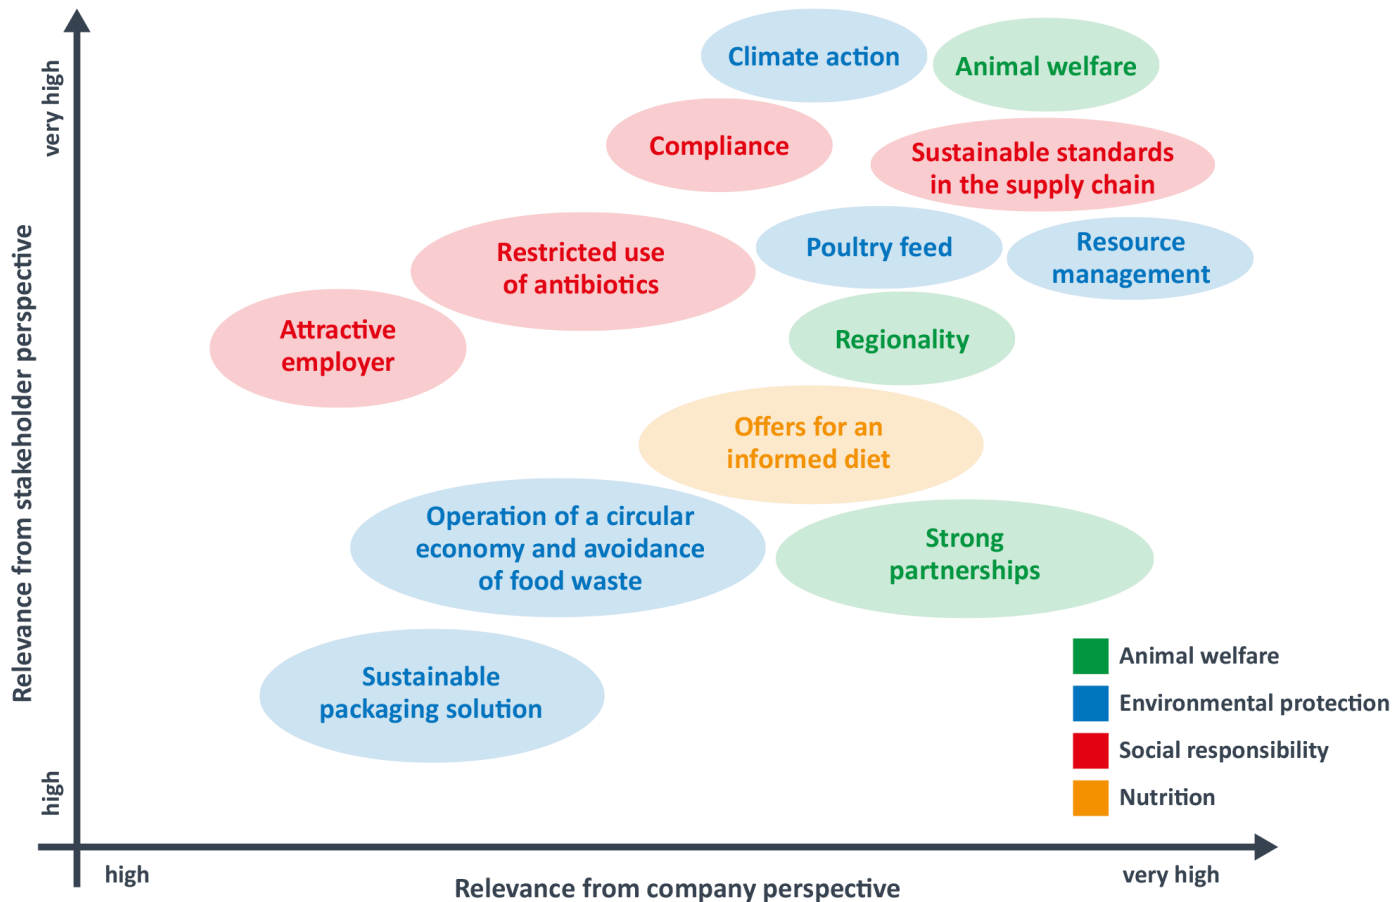 very high
Relevance from stakeholder perspective
high
Climate action
Animal welfare
Compliance
Sustainable standards
in the supply chain
Restricted use
of antibiotics
Poultry feed
Resource
management
Attractive
employer
Regionality
Offers for an
informed diet
Operation of a circular
economy and avoidance
of food waste
Strong
partnerships
Sustainable
packaging solution
Animal welfare
Environmental protection
Social responsibility
Nutrition
high
Relevance from company perspective
very high